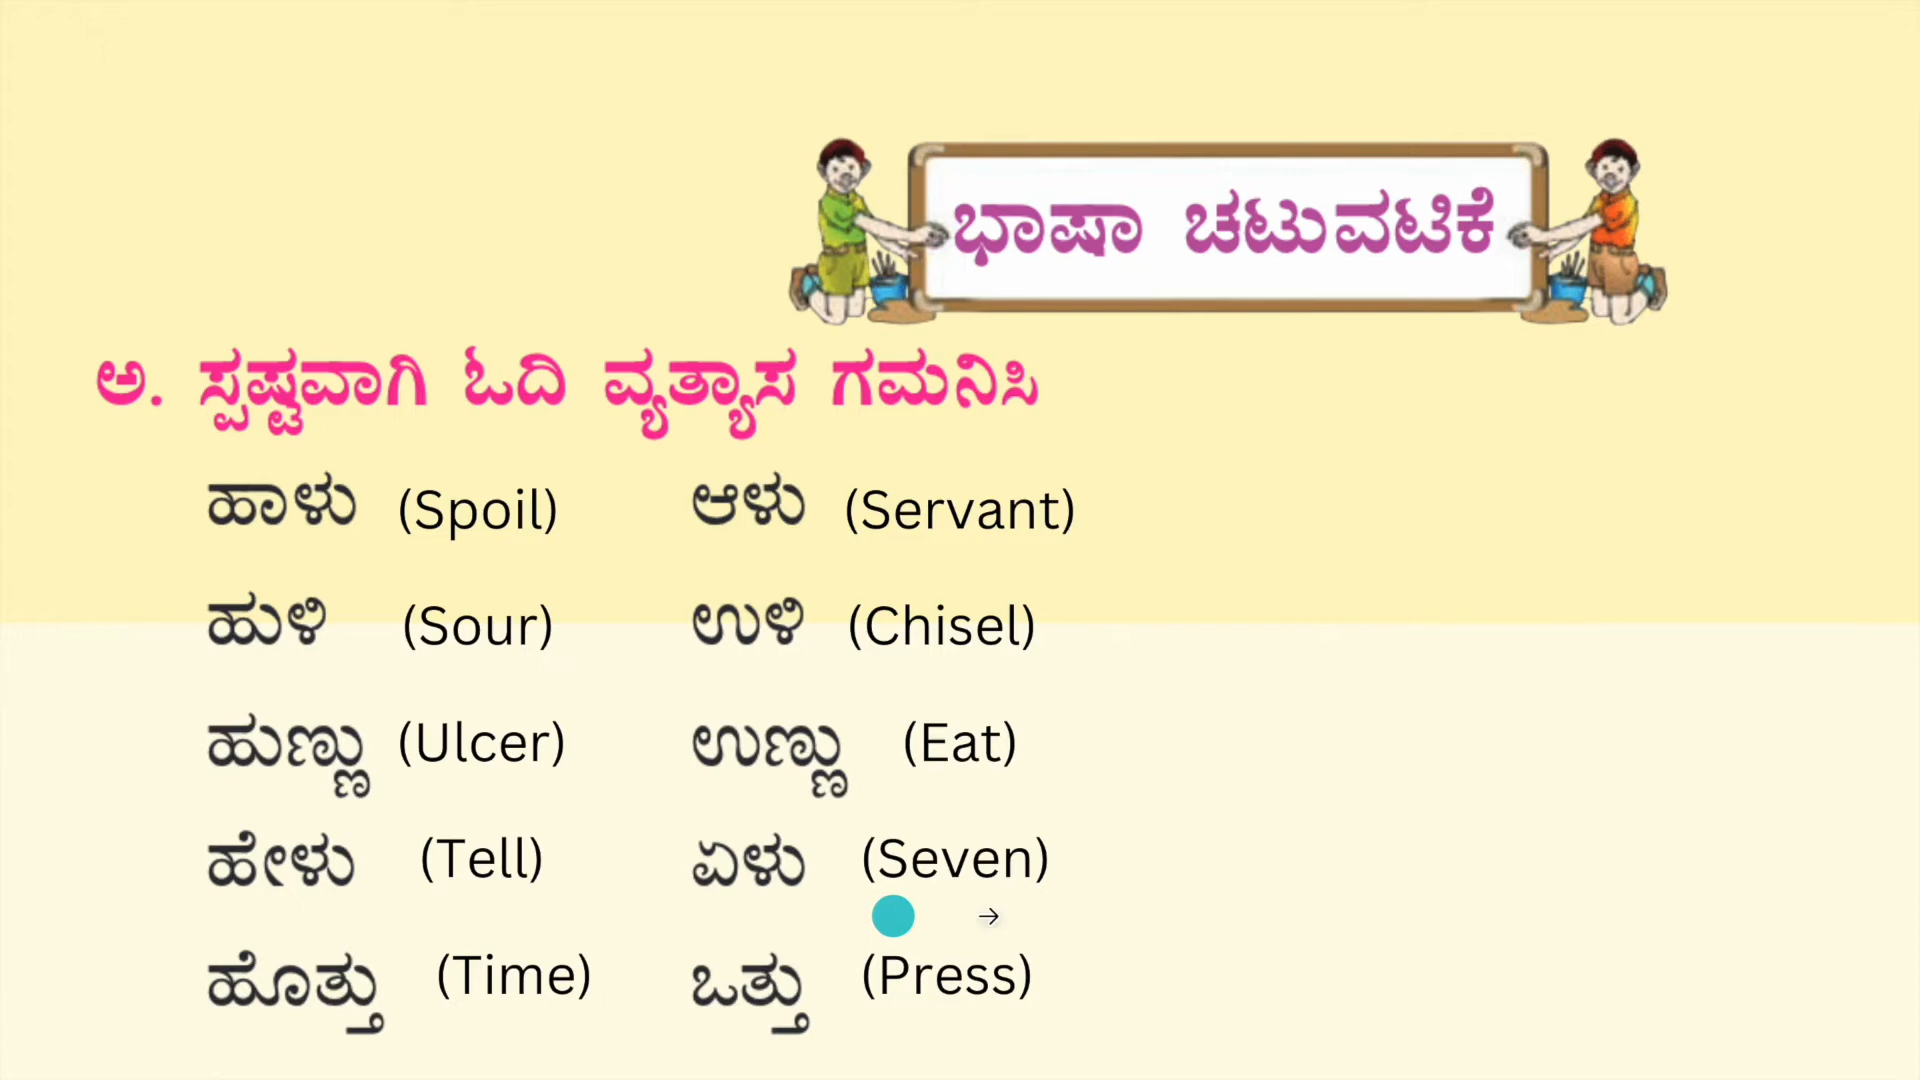 ಭಾಷಾ ಚಟುವಟಿಕೆ
ಅ. ಸ್ಪಷ್ಟವಾಗಿ ಓದಿ ವ್ಯತ್ಯಾಸ ಗಮನಿಸಿ
ಹಾಳು (Spoil) ಆಳು (Servant)
ಹುಳಿ (Sour) ಉಳಿ (Chisel)
ಹುಣ್ಣು (Ulcer) ಉಣ್ಣು (Eat)
ಹೇಳು (Tell) ಏಳು (Seven)
ಹೊತ್ತು (Time) ಒತ್ತು (Press)